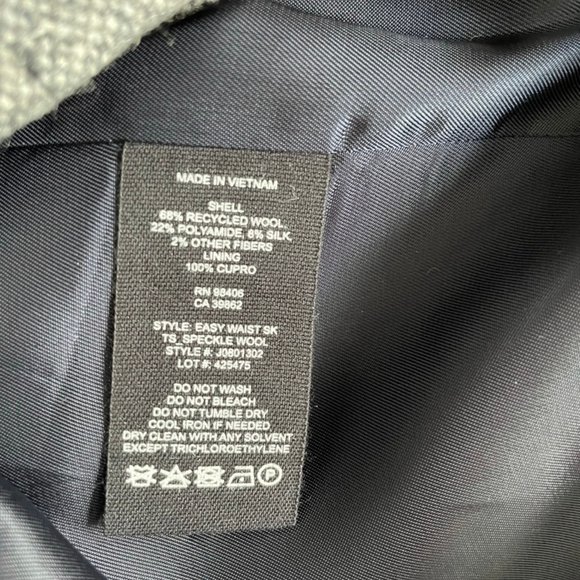 MADE IN VIETNAM
SHELL
68% RECYCLED WOOL,
22% POLYAMIDE, 8% SILK,
2% OTHER FIBERS
LINING
100% CUPRO
RN 98406
CA 39862
STYLE: EASY WAIST SK
TS_SPECKLE WOOL
STYLE #: J0801302
LOT #: 425475
DO NOT WASH
DO NOT BLEACH
DO NOT TUMBLE DRY
COOL IRON IF NEEDED
DRY CLEAN WITH ANY SOLVENT
EXCEPT TRICHLOROETHYLENE
P